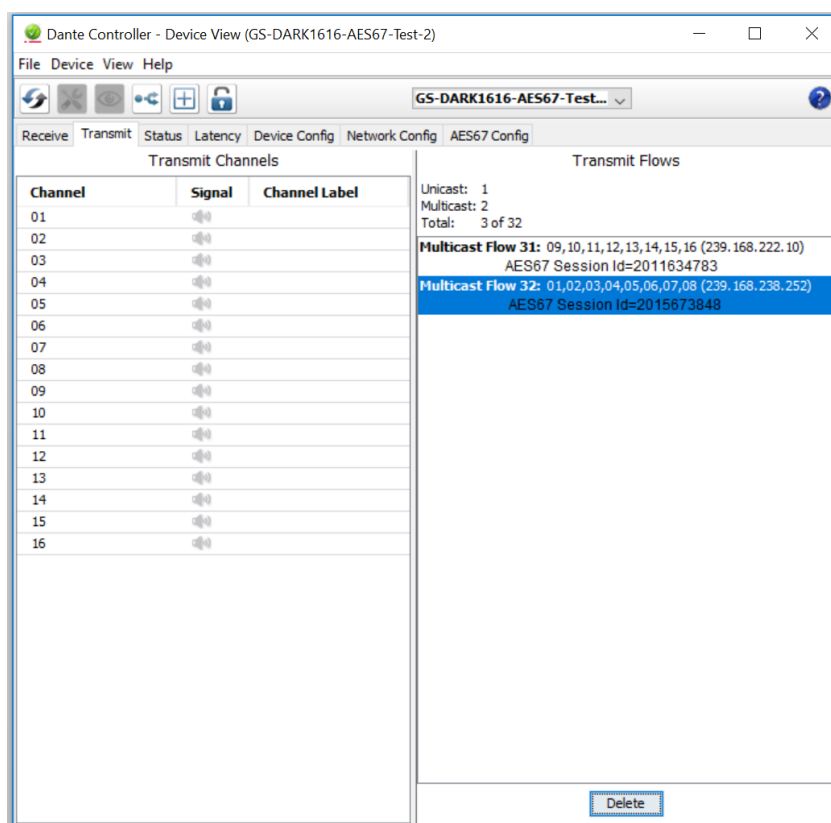 Dante Controller - Device View (GS-DARK1616-AES67-Test-2)
File Device View Help
GS-DARK1616-AES67-Test...
Receive Transmit Status Latency Device Config Network Config AES67 Config
Transmit Channels
Channel Signal Channel Label
01
02
03
04
05
06
07
08
09
10
11
12
13
14
15
16
Transmit Flows
Unicast: 1
Multicast: 2
Total: 3 of 32
Multicast Flow 31: 09,10,11,12,13,14,15,16 (239.168.222.10)
AES67 Session Id=2011634783
Multicast Flow 32: 01,02,03,04,05,06,07,08 (239.168.238.252)
AES67 Session Id=2015673848
Delete